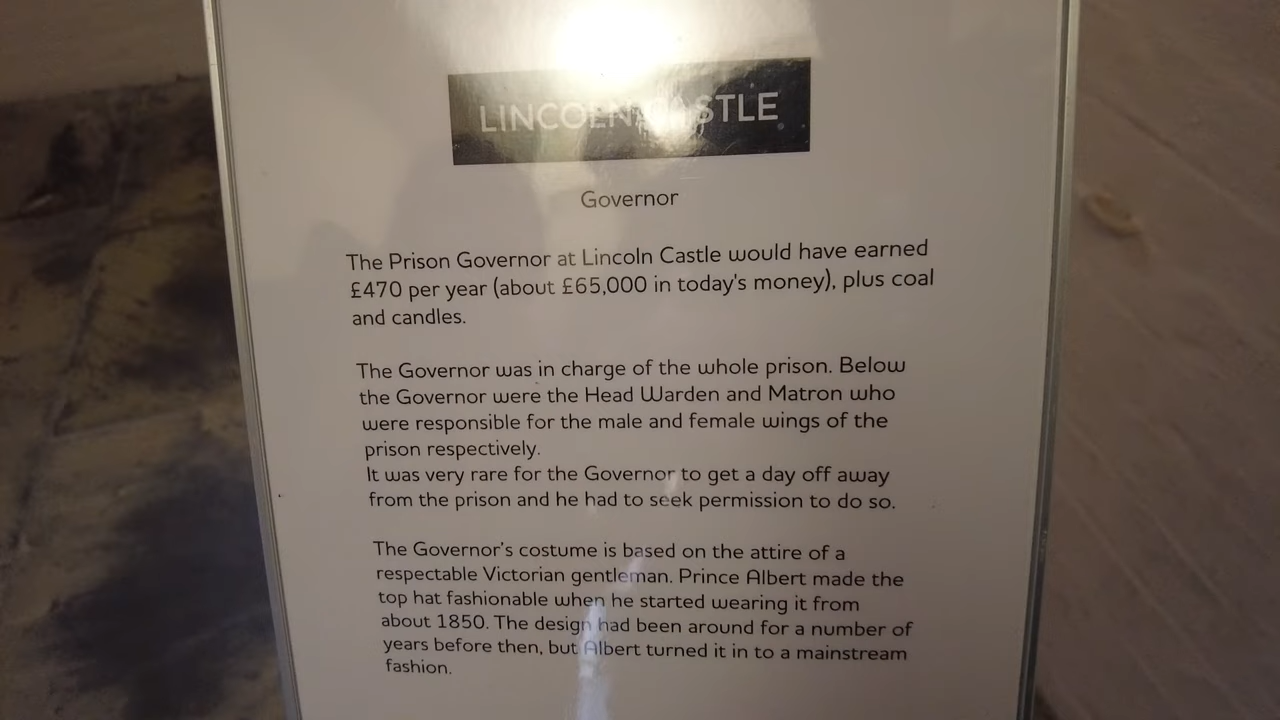 LINCOLN CASTLE
Governor
The Prison Governor at Lincoln Castle would have earned
£470 per year (about £65,000 in today's money), plus coal
and candles.
The Governor was in charge of the whole prison. Below
the Governor were the Head Warden and Matron who
were responsible for the male and female wings of the
prison respectively.
It was very rare for the Governor to get a day off away
from the prison and he had to seek permission to do so.
The Governor's costume is based on the attire of a
respectable Victorian gentleman. Prince Albert made the
top hat fashionable when he started wearing it from
about 1850. The design had been around for a number of
years before then, but Albert turned it in to a mainstream
fashion.